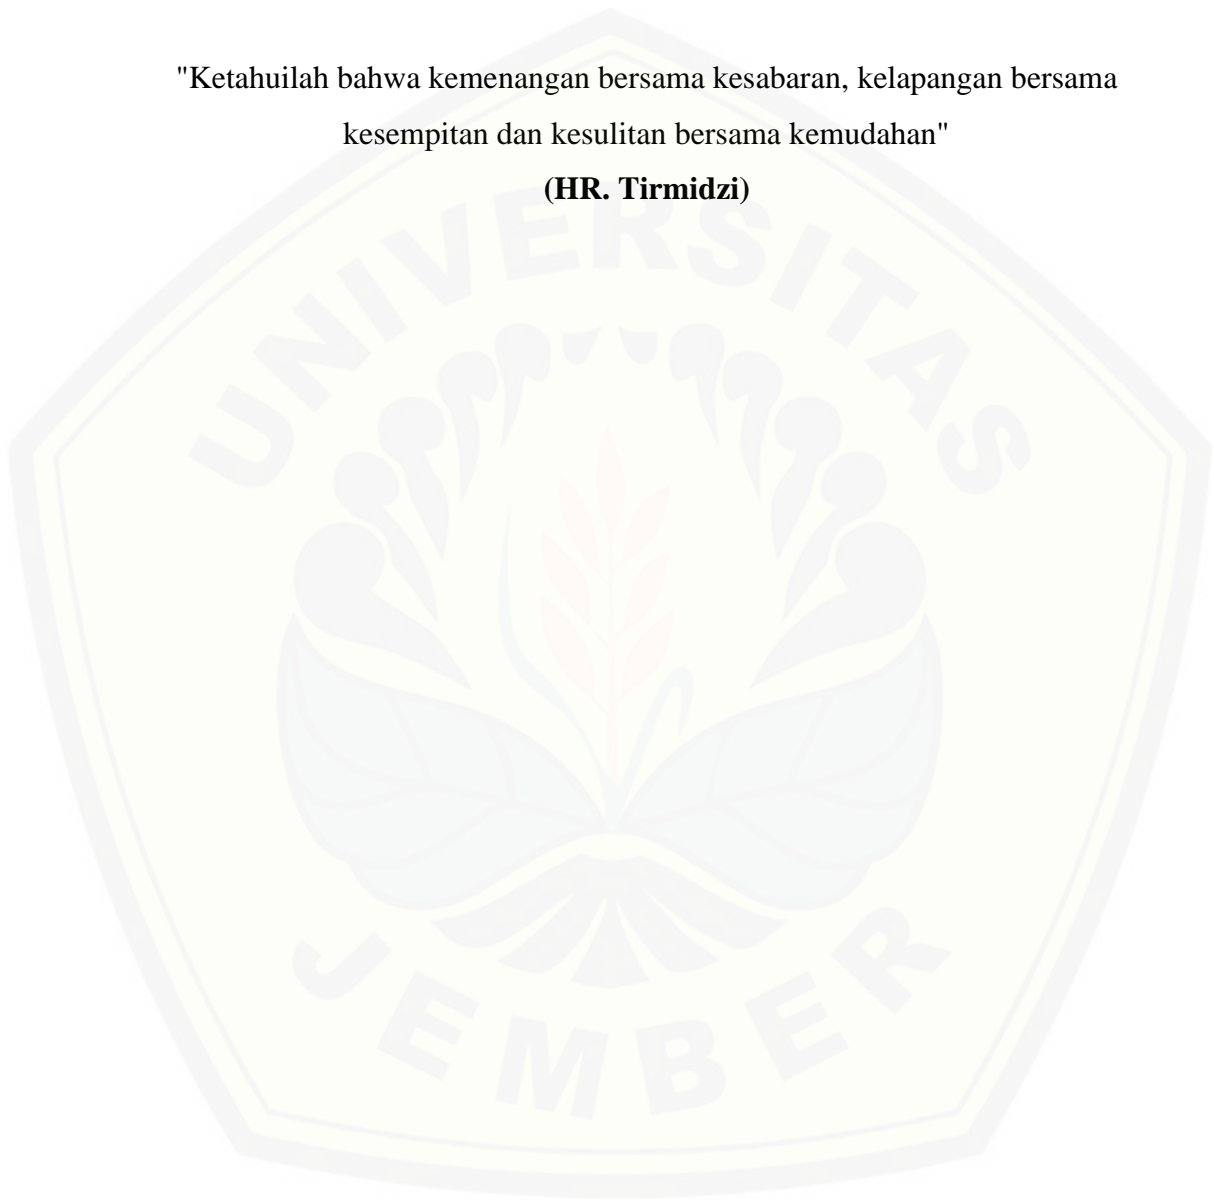 "Ketahuilah bahwa kemenangan bersama kesabaran, kelapangan bersama
kesempitan dan kesulitan bersama kemudahan"
(HR. Tirmidzi)
UNIVERSITAS
JEMBER